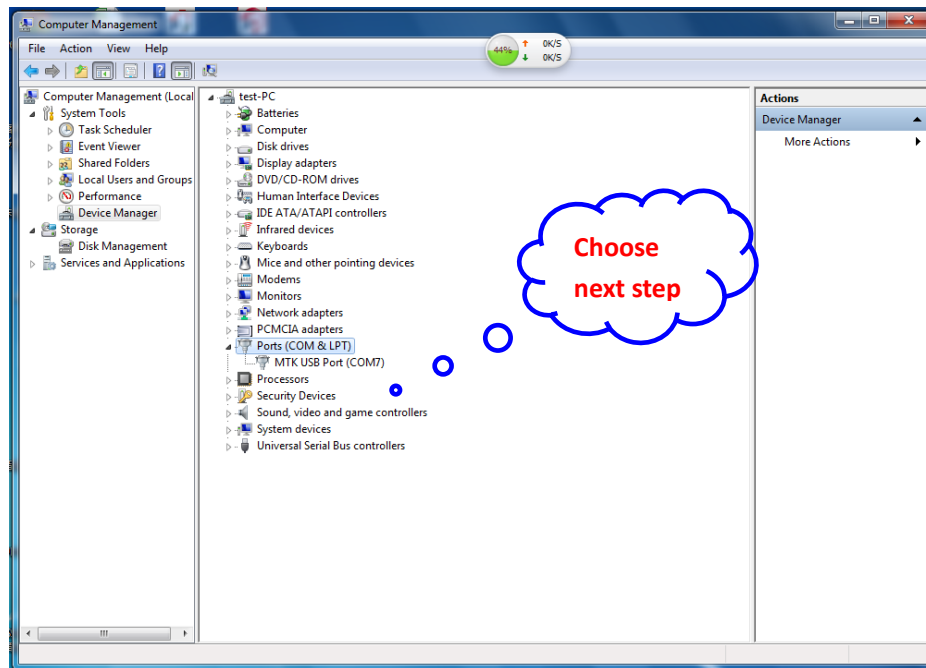 Computer Management
File Action View Help
44%
0K/S
0K/S
Computer Management (Local
System Tools
Task Scheduler
Event Viewer
Shared Folders
Local Users and Groups
Performance
Device Manager
Storage
Disk Management
Services and Applications
test-PC
Batteries
Computer
Disk drives
Display adapters
DVD/CD-ROM drives
Human Interface Devices
IDE ATA/ATAPI controllers
Infrared devices
Keyboards
Mice and other pointing devices
Modems
Monitors
Network adapters
PCMCIA adapters
Ports (COM & LPT)
MTK USB Port (COM7)
Processors
Security Devices
Sound, video and game controllers
System devices
Universal Serial Bus controllers
Choose
next step
Actions
Device Manager
More Actions